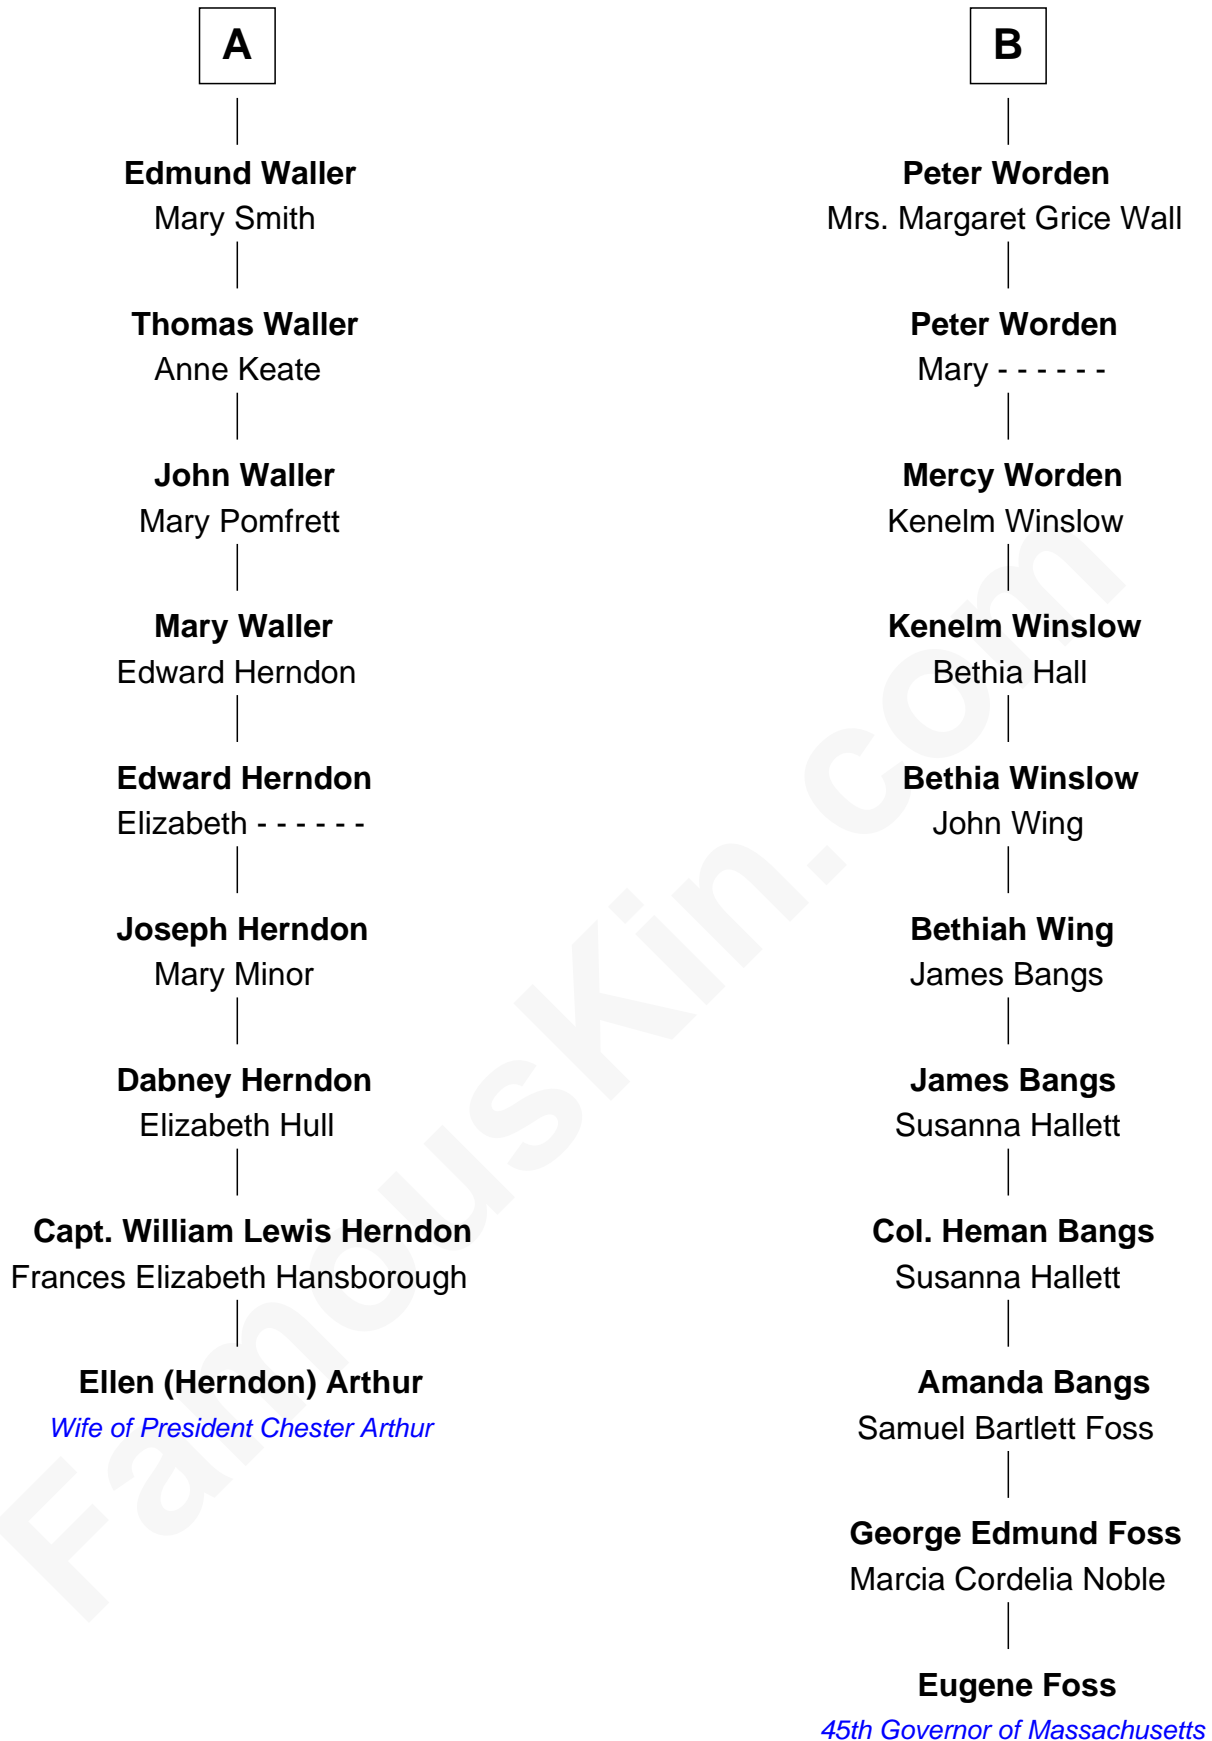 A
Edmund Waller
Mary Smith
Thomas Waller
Anne Keate
John Waller
Mary Pomfrett
Mary Waller
Edward Herndon
Edward Herndon
Elizabeth - - - - - -
Joseph Herndon
Mary Minor
Dabney Herndon
Elizabeth Hull
Capt. William Lewis Herndon
Frances Elizabeth Hansborough
Ellen (Herndon) Arthur
Wife of President Chester Arthur
B
Peter Worden
Mrs. Margaret Grice Wall
Peter Worden
Mary - - - - - -
Mercy Worden
Kenelm Winslow
Kenelm Winslow
Bethia Hall
Bethia Winslow
John Wing
Bethiah Wing
James Bangs
James Bangs
Susanna Hallett
Col. Heman Bangs
Susanna Hallett
Amanda Bangs
Samuel Bartlett Foss
George Edmund Foss
Marcia Cordelia Noble
Eugene Foss
45th Governor of Massachusetts
FamousKin.com